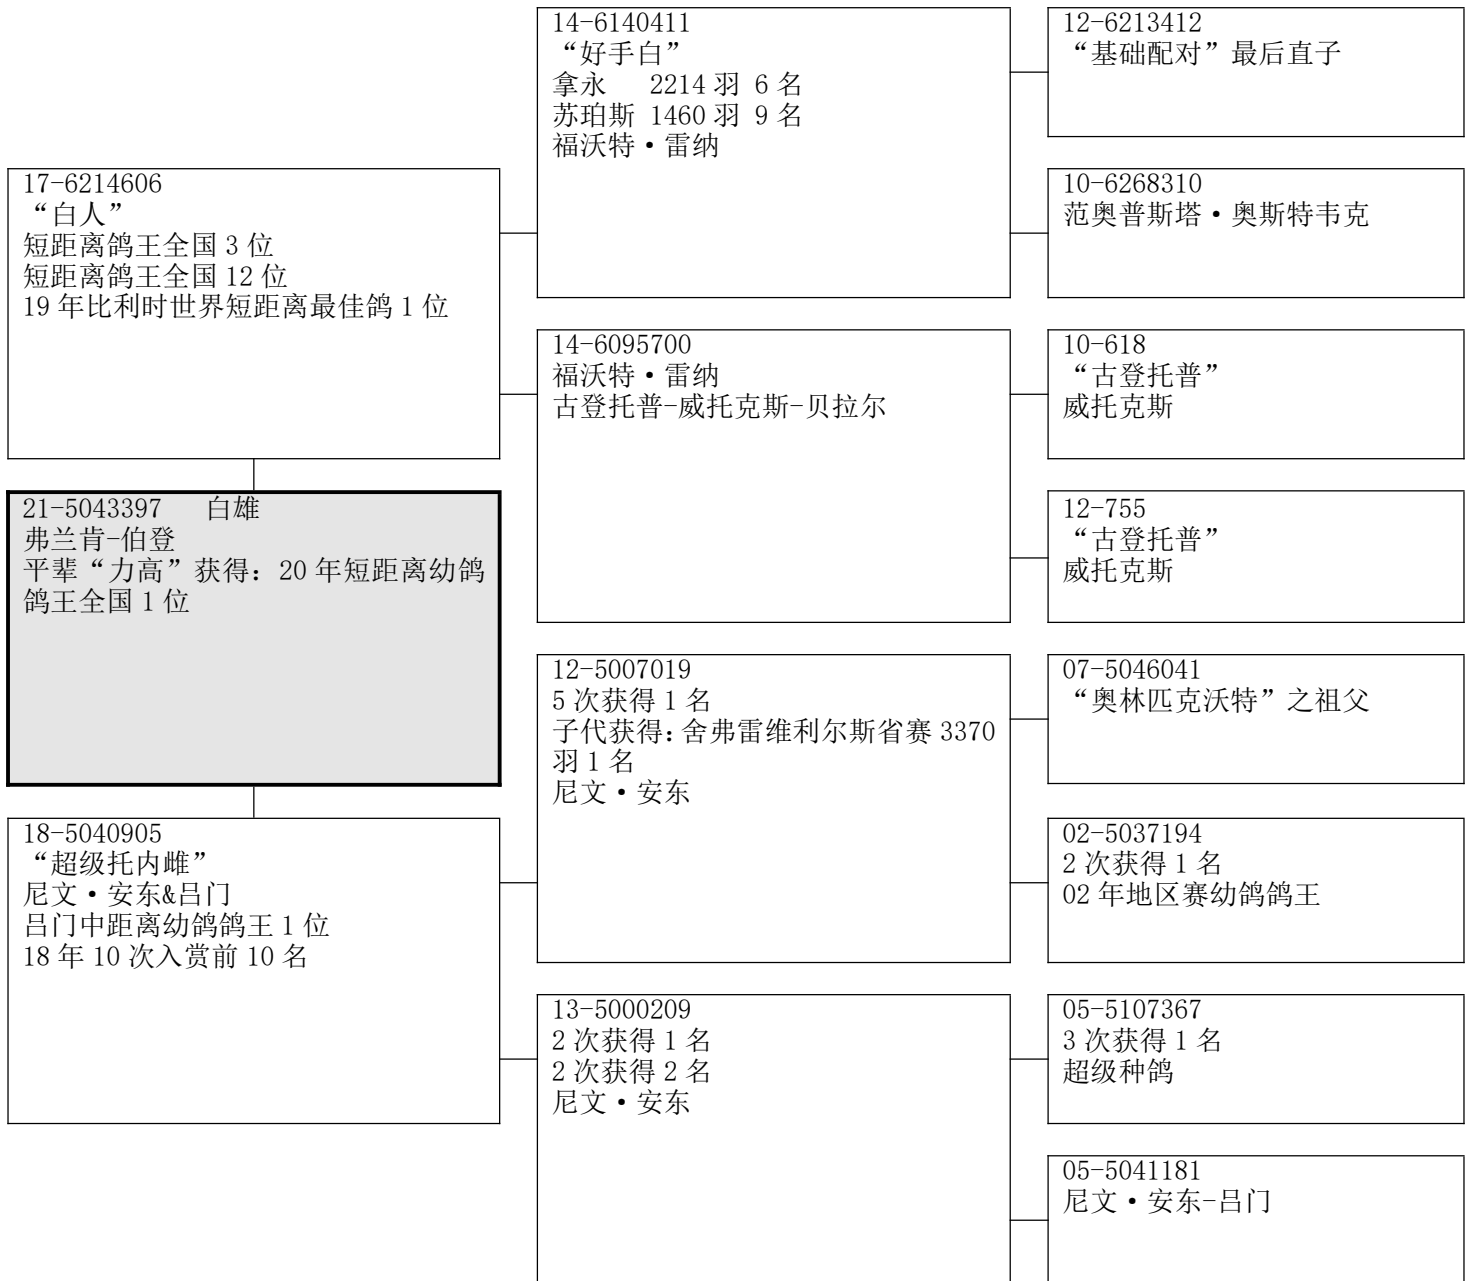 17-6214606
“白人”
短距离鸽王全国 3 位
短距离鸽王全国 12 位
19 年比利时世界短距离最佳鸽 1 位
21-5043397 白雄
弗兰肯-伯登
平辈“力高”获得：20 年短距离幼鸽
鸽王全国 1 位
18-5040905
“超级托内雌”
尼文•安东&吕门
吕门中距离幼鸽鸽王 1 位
18 年 10 次入赏前 10 名
14-6140411
“好手白”
拿永 2214 羽 6 名
苏珀斯 1460 羽 9 名
福沃特•雷纳
14-6095700
福沃特•雷纳
古登托普-威托克斯-贝拉尔
12-5007019
5 次获得 1 名
子代获得：舍弗雷维利尔斯省赛 3370
羽 1 名
尼文•安东
13-5000209
2 次获得 1 名
2 次获得 2 名
尼文•安东
12-6213412
“基础配对”最后直子
10-6268310
范奥普斯塔•奥斯特韦克
10-618
“古登托普”
威托克斯
12-755
“古登托普”
威托克斯
07-5046041
“奥林匹克沃特”之祖父
02-5037194
2 次获得 1 名
02 年地区赛幼鸽鸽王
05-5107367
3 次获得 1 名
超级种鸽
05-5041181
尼文•安东-吕门